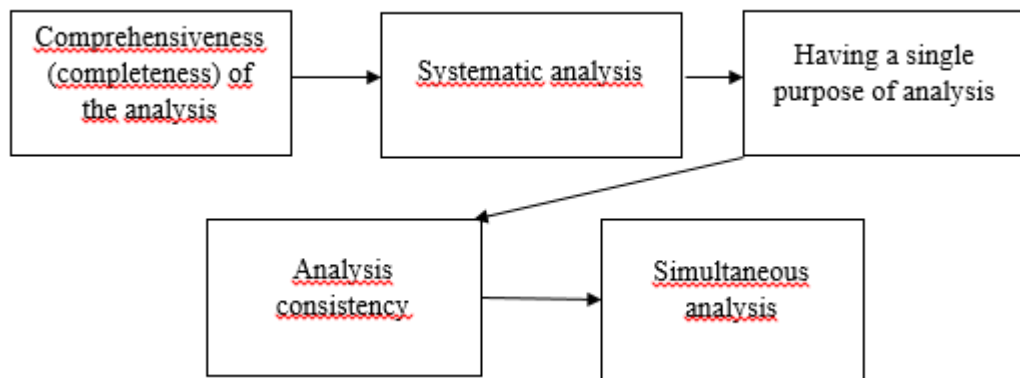 Comprehensiveness
(completeness) of
the analysis
Systematic analysis
Having a single
purpose of analysis
Analysis
consistency
Simultaneous
analysis